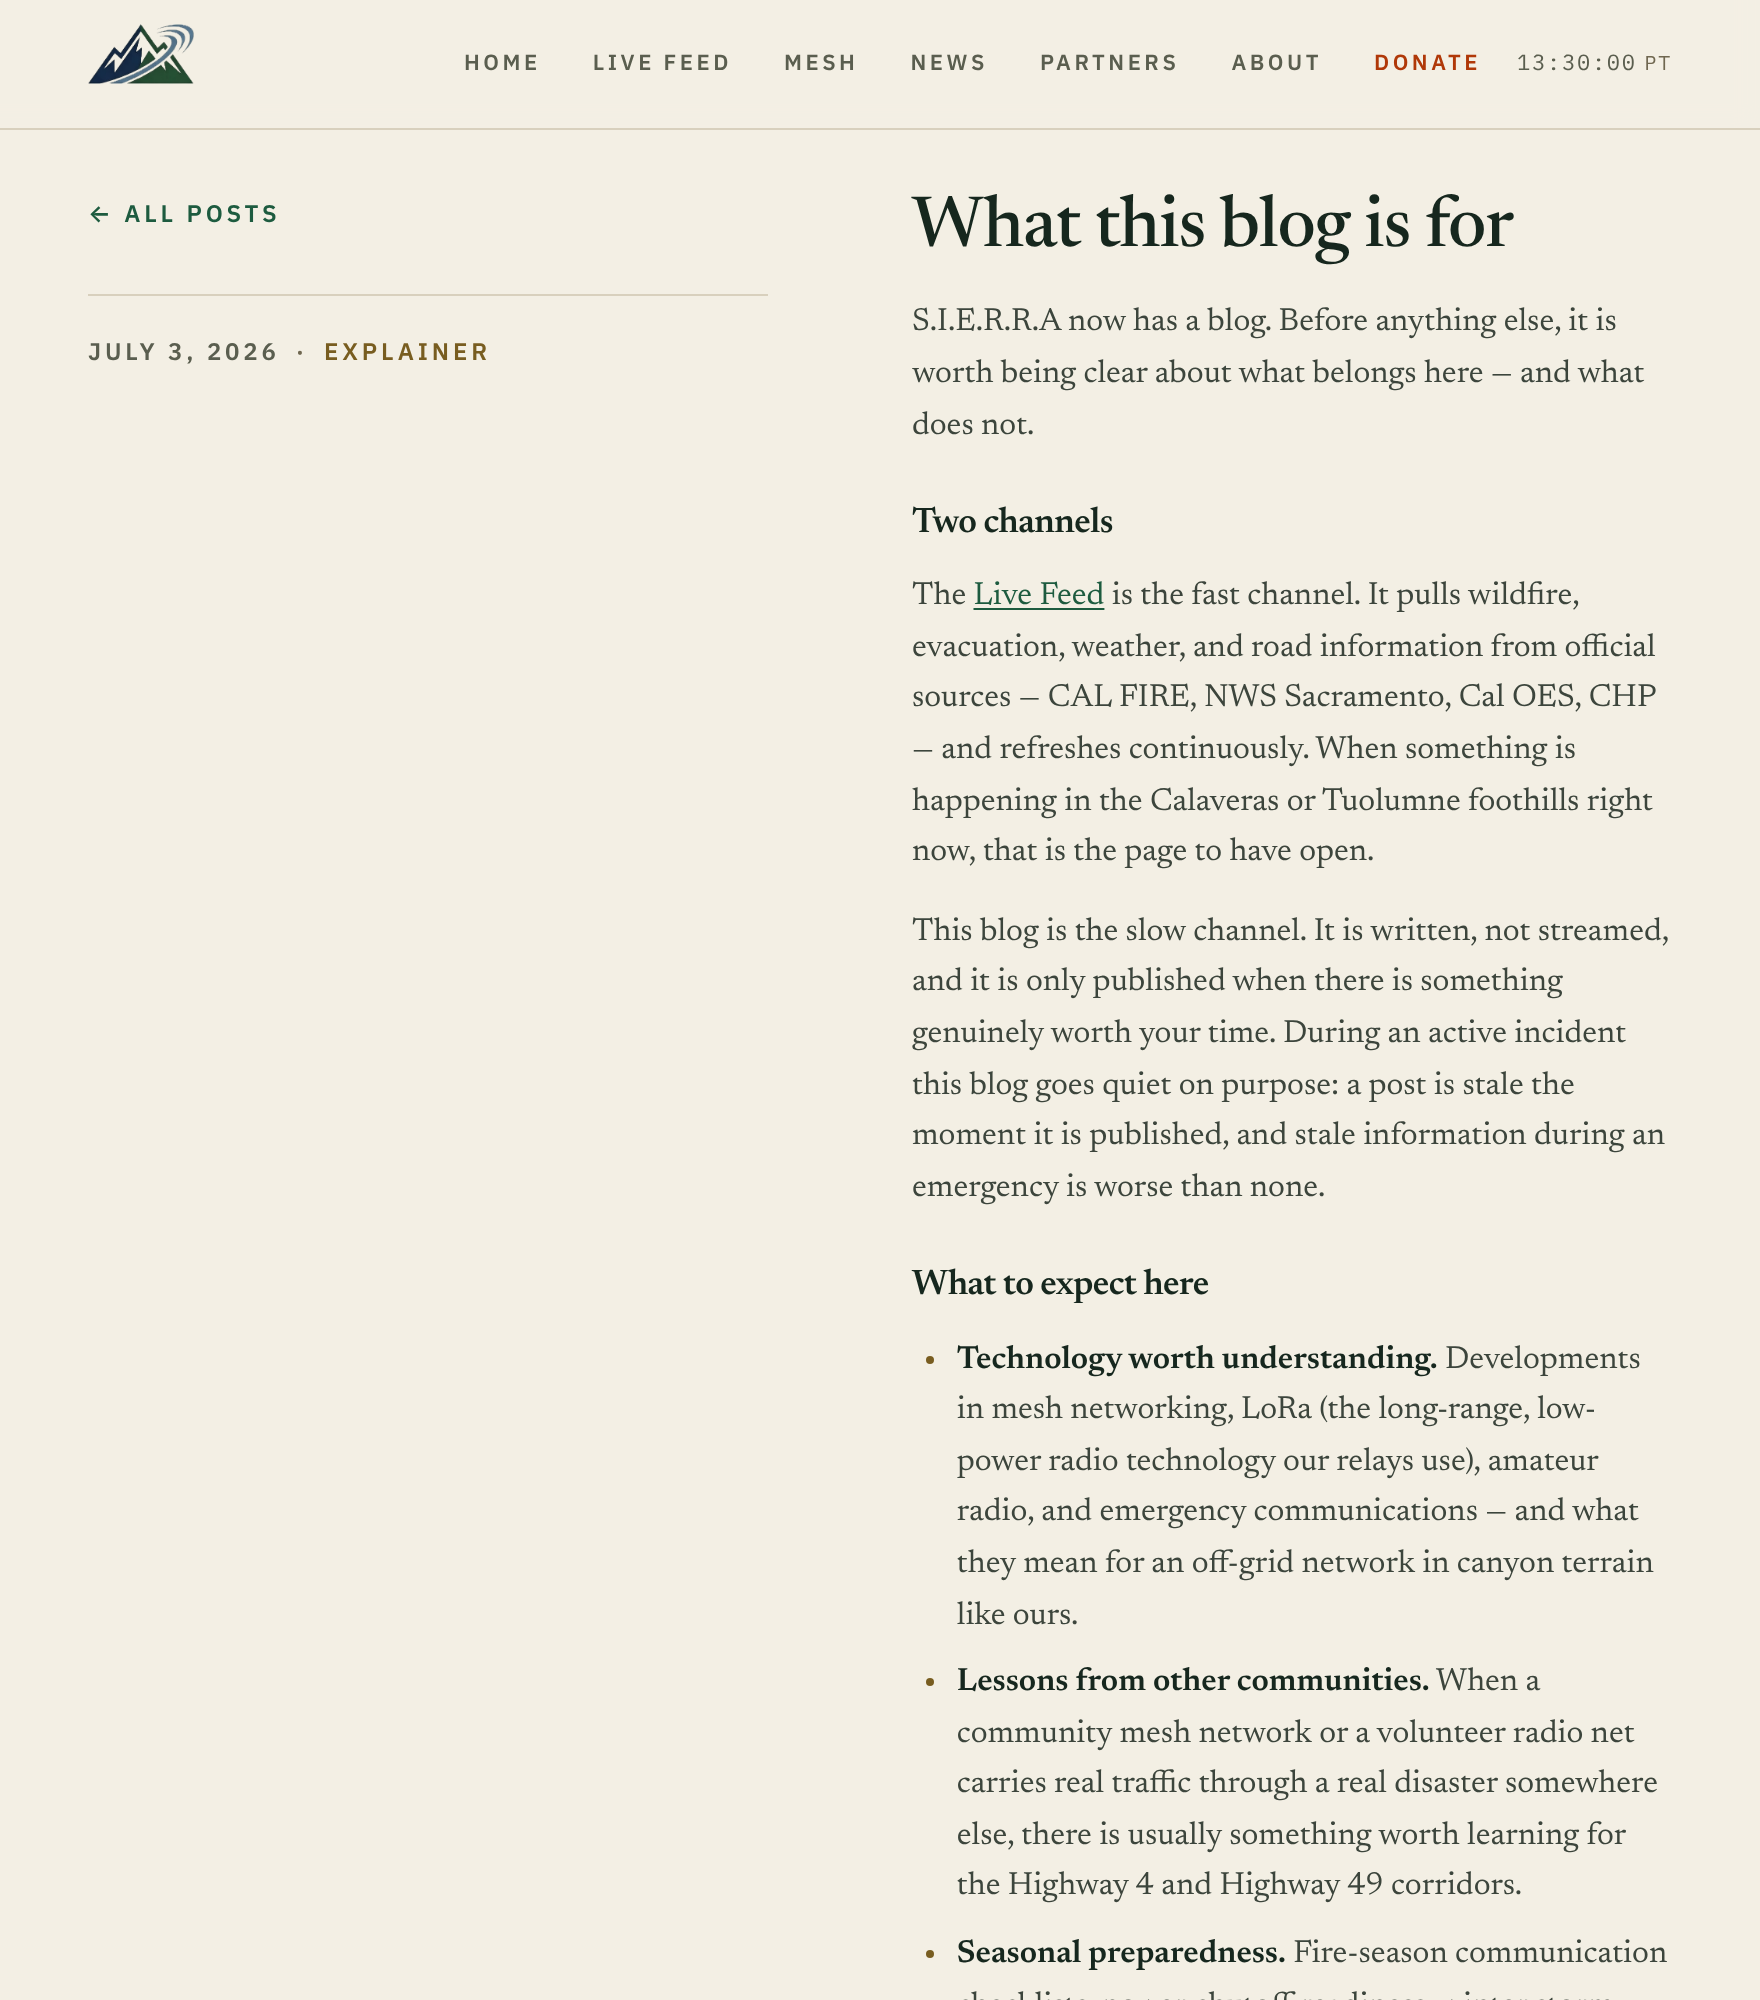 HOME LIVE FEED MESH NEWS PARTNERS ABOUT DONATE 13:30:00 PT
← ALL POSTS
JULY 3, 2026 · EXPLAINER
What this blog is for
S.I.E.R.R.A now has a blog. Before anything else, it is
worth being clear about what belongs here — and what
does not.
Two channels
The Live Feed is the fast channel. It pulls wildfire,
evacuation, weather, and road information from official
sources — CAL FIRE, NWS Sacramento, Cal OES, CHP
— and refreshes continuously. When something is
happening in the Calaveras or Tuolumne foothills right
now, that is the page to have open.
This blog is the slow channel. It is written, not streamed,
and it is only published when there is something
genuinely worth your time. During an active incident
this blog goes quiet on purpose: a post is stale the
moment it is published, and stale information during an
emergency is worse than none.
What to expect here
• Technology worth understanding. Developments
in mesh networking, LoRa (the long-range, low-
power radio technology our relays use), amateur
radio, and emergency communications — and what
they mean for an off-grid network in canyon terrain
like ours.
• Lessons from other communities. When a
community mesh network or a volunteer radio net
carries real traffic through a real disaster somewhere
else, there is usually something worth learning for
the Highway 4 and Highway 49 corridors.
• Seasonal preparedness. Fire-season communication